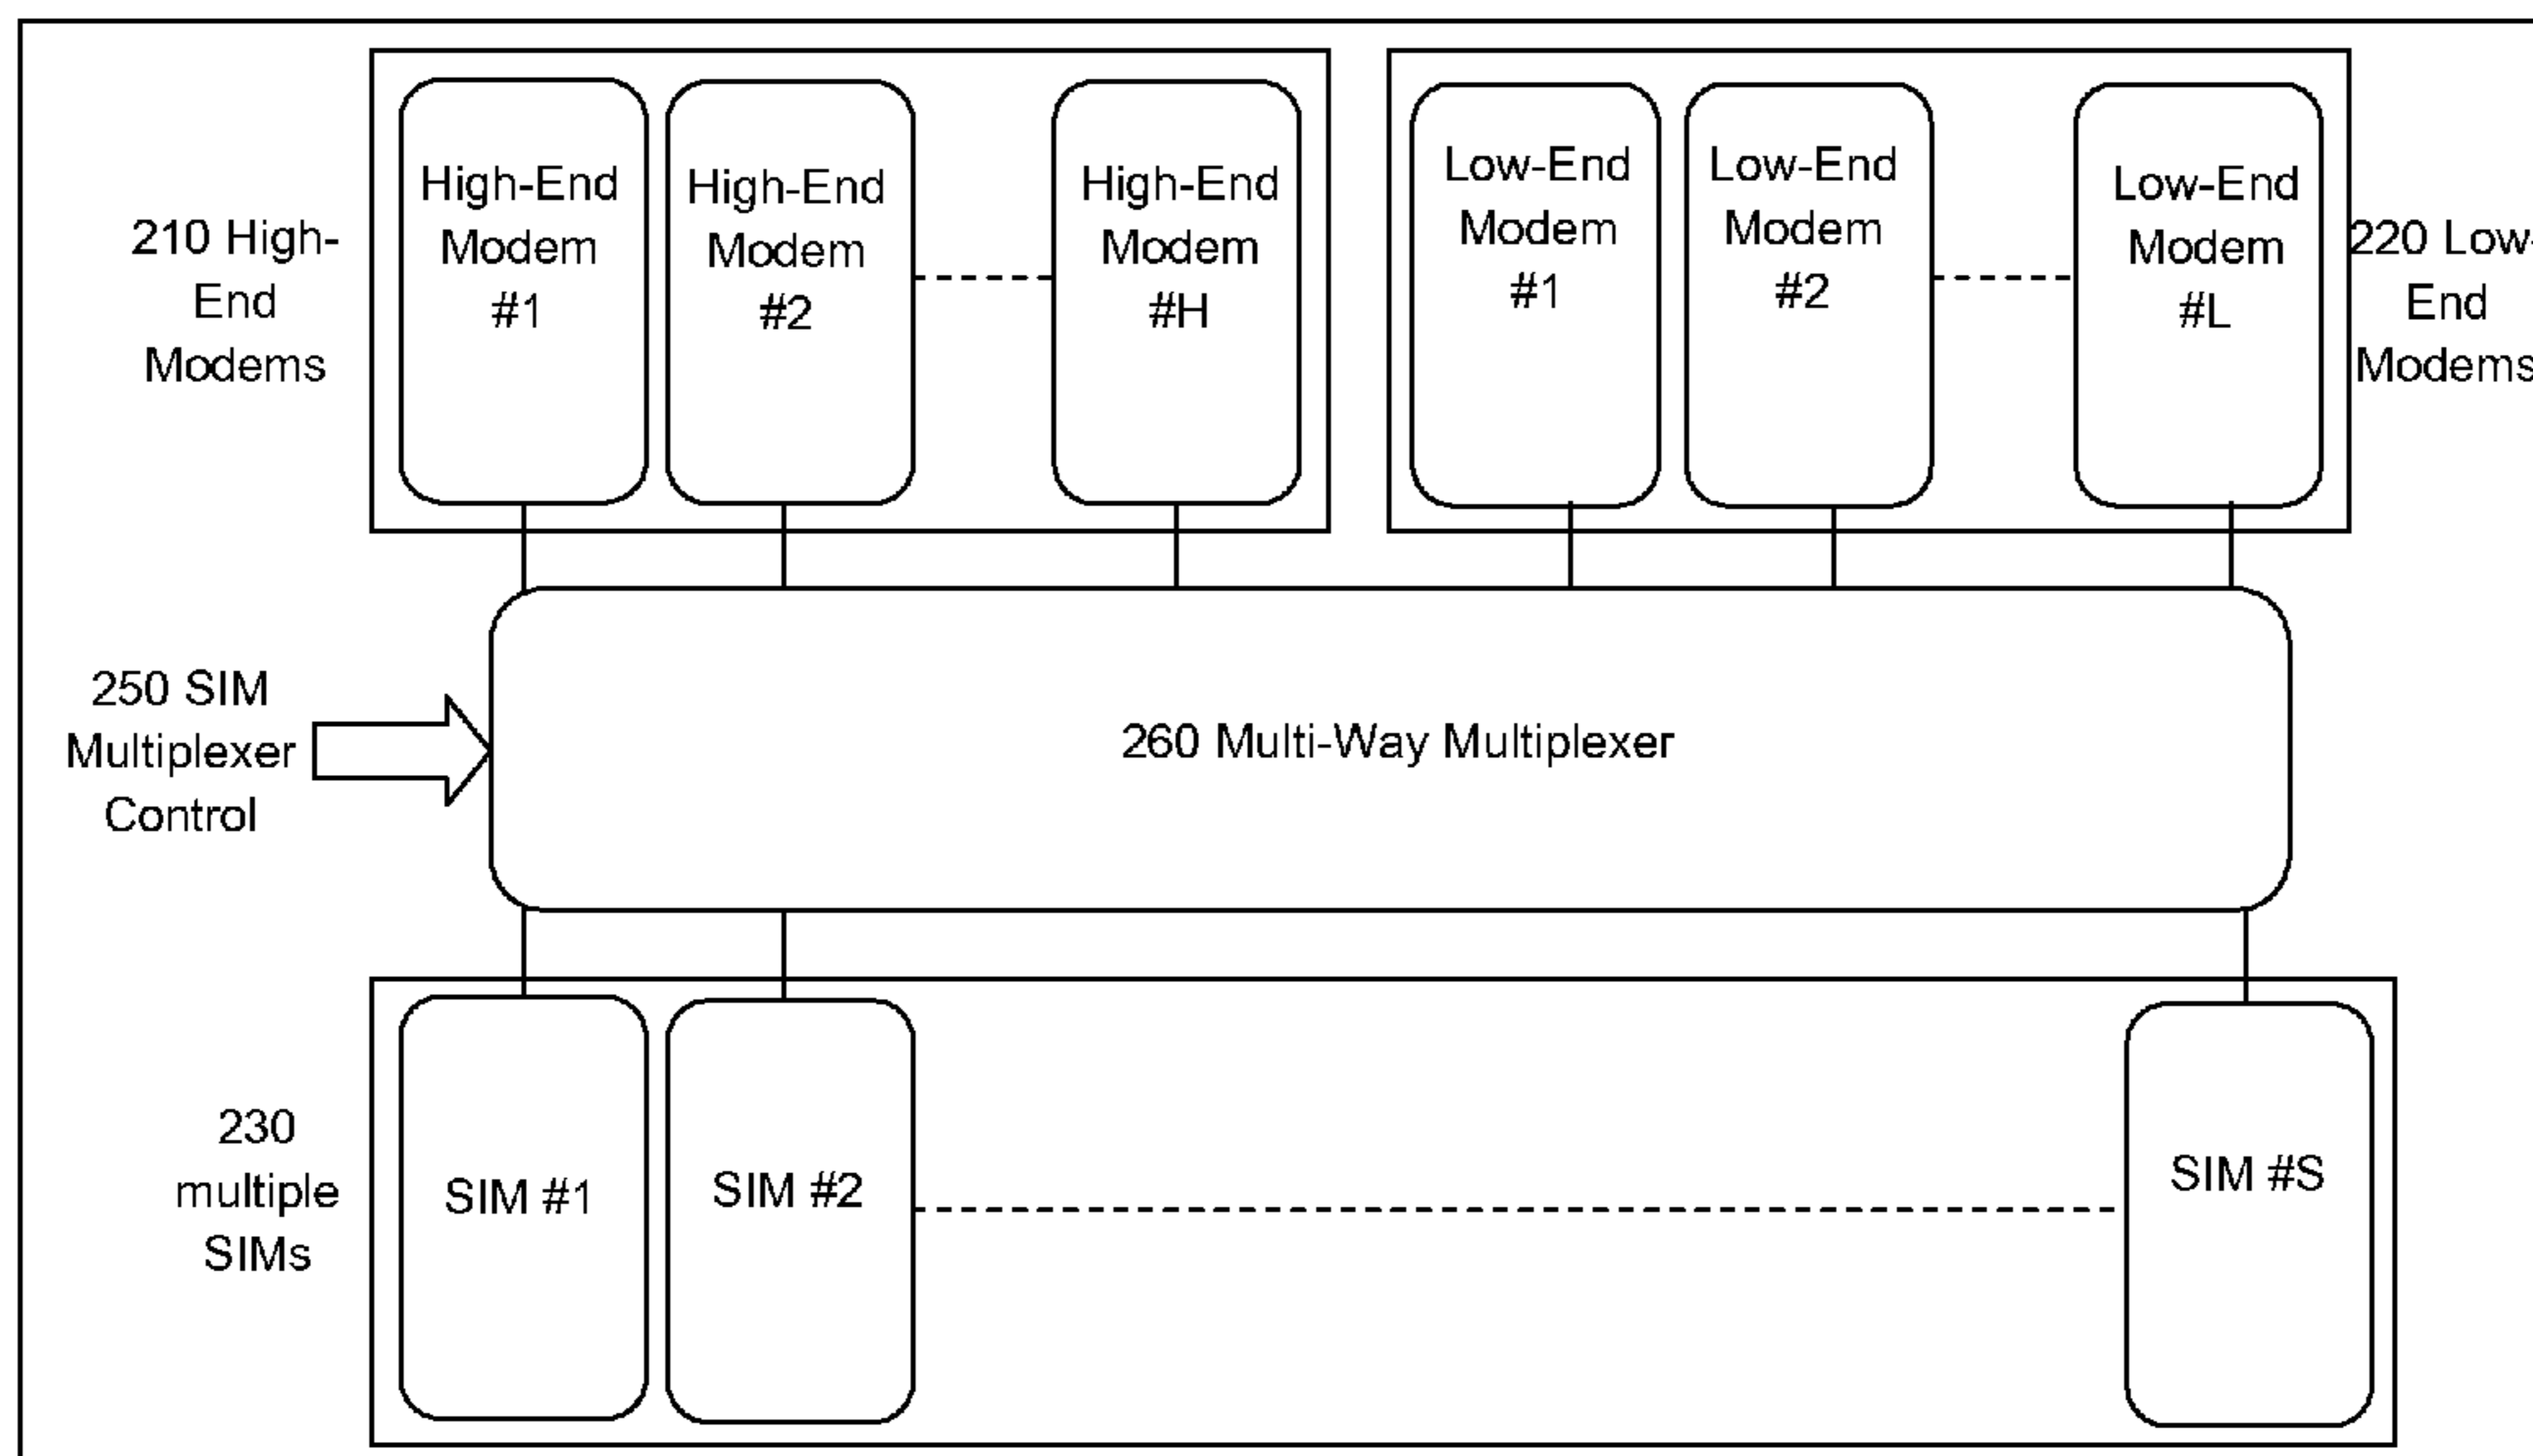 High-End
Modem
#1
High-End
Modem
#2
High-End
Modem
#H
Low-End
Modem
#1
Low-End
Modem
#2
Low-End
Modem
#L
210 High-
End
Modems
220 Low-
End
Modems
250 SIM
Multiplexer
Control
260 Multi-Way Multiplexer
230
multiple
SIMs
SIM #1
SIM #2
SIM #S